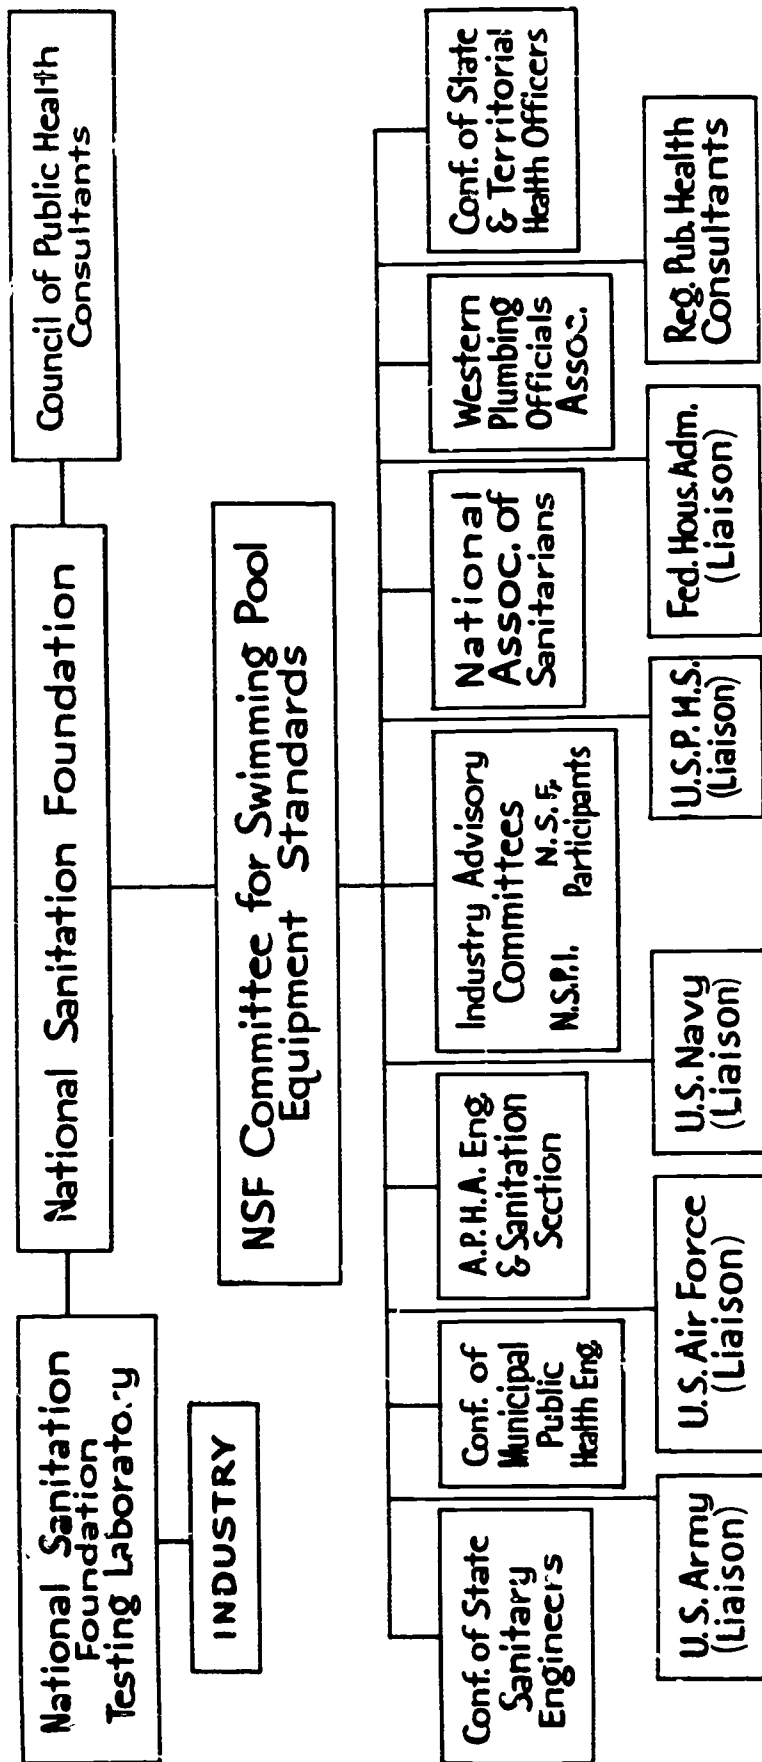 National Sanitation
Foundation
Testing Laboratory
National Sanitation Foundation
Council of Public Health
Consultants
INDUSTRY
NSF Committee for Swimming Pool
Equipment Standards
Conf. of State
Sanitary
Engineers
Conf. of
Municipal
Public
Health Eng.
A.P.H.A. Eng.
& Sanitation
Section
Industry Advisory
Committees
N.S.P.I.
N.S.F.
Participants
National
Assoc. of
Sanitarians
Western
Plumbing
Officials
Assoc.
Conf. of State
& Territorial
Health Officers
U.S. Army
(Liaison)
U.S. Air Force
(Liaison)
U.S. Navy
(Liaison)
U.S.P.H.S.
(Liaison)
Fed. Hous. Adm.
(Liaison)
Reg. Pub. Health
Consultants